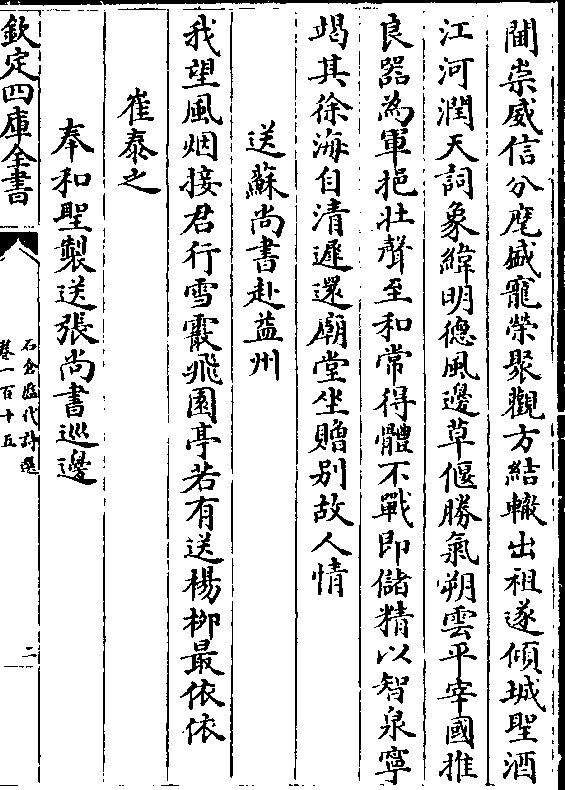 閫崇威信分麾盛寵榮聚觀方結轍出祖遂傾城聖酒
江河潤天詞象緯明德風邊草偃勝氣朔雲平宰國推
良器為軍挹壯聲至和常得體不戰即儲精以智泉寧
竭其徐海自清遲還廟堂坐贈别故人情
送蘇尚書赴益州
我望風烟接君行雪霰飛園亭若有送楊柳最依依
崔泰之
奉和聖製送張尚書巡邊
欽定四庫全書
石倉歴代詩選
卷一百十五
二